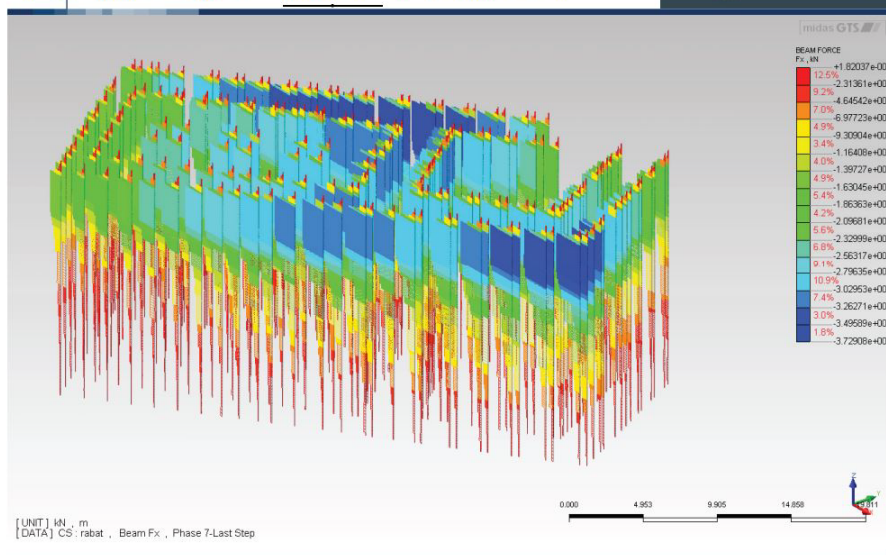 midas GTS
BEAM FORCE
Fx , kN
+1.82037e+00
12.5%
-2.31361e+00
9.2%
-4.64542e+00
7.0%
-6.97723e+00
4.9%
-9.30904e+00
3.4%
-1.16408e+00
4.0%
-1.39727e+00
4.9%
-1.63045e+00
5.4%
-1.86363e+00
4.2%
-2.09681e+00
5.6%
-2.32999e+00
6.8%
-2.56317e+00
9.1%
-2.79635e+00
10.9%
-3.02953e+00
7.4%
-3.26271e+00
3.0%
-3.49589e+00
1.8%
-3.72908e+00
0.000 4.953 9.905 14.858 19.811
[UNIT] kN , m
[DATA] CS : rabat , Beam Fx , Phase 7-Last Step